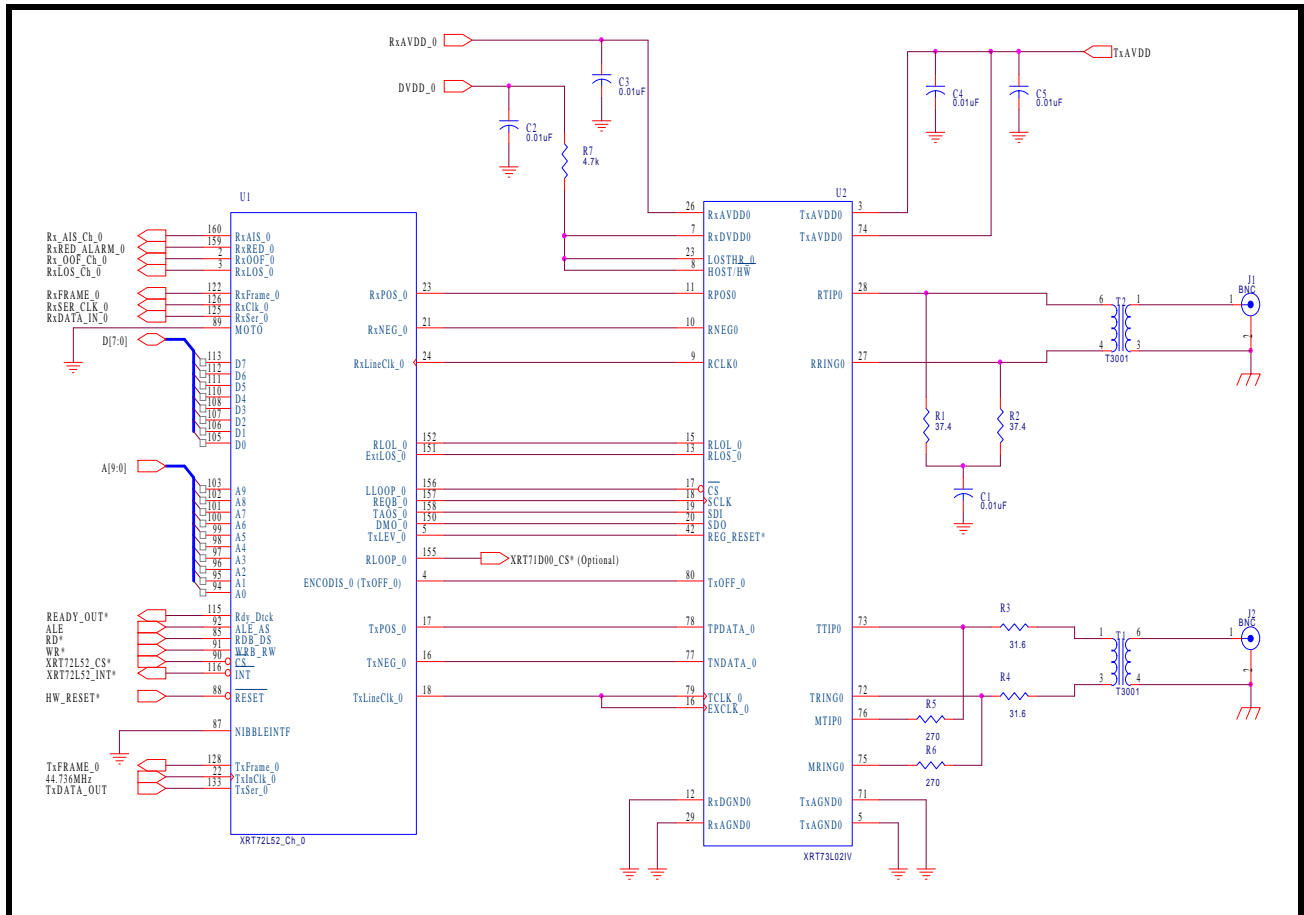 RxAVDD_0
TxAVDD
DVDD_0
C3
0.01uF
C4
0.01uF
C5
0.01uF
C2
0.01uF
R7
4.7k
U1
Rx_AIS_Ch_0 160 RxAIS_0
RxRED_ALARM_0 159 RxRED_0
Rx_OOF_Ch_0 2 RxOOF_0
RxLOS_Ch_0 3 RxLOS_0
RxFRAME_0 122 RxFrame_0
RxSER_CLK_0 126 RxClk_0
RxDATA_IN_0 125 RxSer_0
89 MOTO
D[7:0]
113 D7
112 D6
111 D5
110 D4
108 D3
107 D2
106 D1
105 D0
A[9:0]
103 A9
102 A8
101 A7
100 A6
99 A5
98 A4
97 A3
96 A2
95 A1
94 A0
READY_OUT* 115 Rdy_Dtck
ALE 92 ALE_AS
RD* 85 RDB_DS
WR* 91 WRB_RW
XRT72L52_CS* 90 CS
XRT72L52_INT* 116 INT
HW_RESET* 88 RESET
87 NIBBLEINTF
TxFRAME_0 128 TxFrame_0
44.736MHz 22 TxInClk_0
TxDATA_OUT 133 TxSer_0
RxPOS_0 23
RxNEG_0 21
RxLineClk_0 24
RLOL_0 152
ExtLOS_0 151
LLOOP_0 156
REQB_0 157
TAOS_0 158
DMO_0 150
TxLEV_0 5
RLOOP_0 155 XRT71D00_CS* (Optional)
ENCODIS_0 (TxOFF_0) 4
TxPOS_0 17
TxNEG_0 16
TxLineClk_0 18
XRT72L52_Ch_0
U2
26 RxAVDD0
7 RxDVDD0
23 LOSTHR_0
8 HOST/HW
11 RPOS0
10 RNEG0
9 RCLK0
15 RLOL_0
13 RLOS_0
17 CS
18 SCLK
19 SDI
20 SDO
42 REG_RESET*
80 TxOFF_0
78 TPDATA_0
77 TNDATA_0
79 TCLK_0
16 EXCLK_0
12 RxDGND0
29 RxAGND0
TxAVDD0 3
TxAVDD0 74
RTIP0 28
RRING0 27
TTIP0 73
TRING0 72
MTIP0 76
MRING0 75
TxAGND0 71
TxAGND0 5
XRT73L02IV
R1
37.4
R2
37.4
C1
0.01uF
T2
6 1
4 3
T3001
J1
BNC
1
2
R3
31.6
R4
31.6
R5
270
R6
270
T1
1 6
3 4
T3001
J2
BNC
1
2